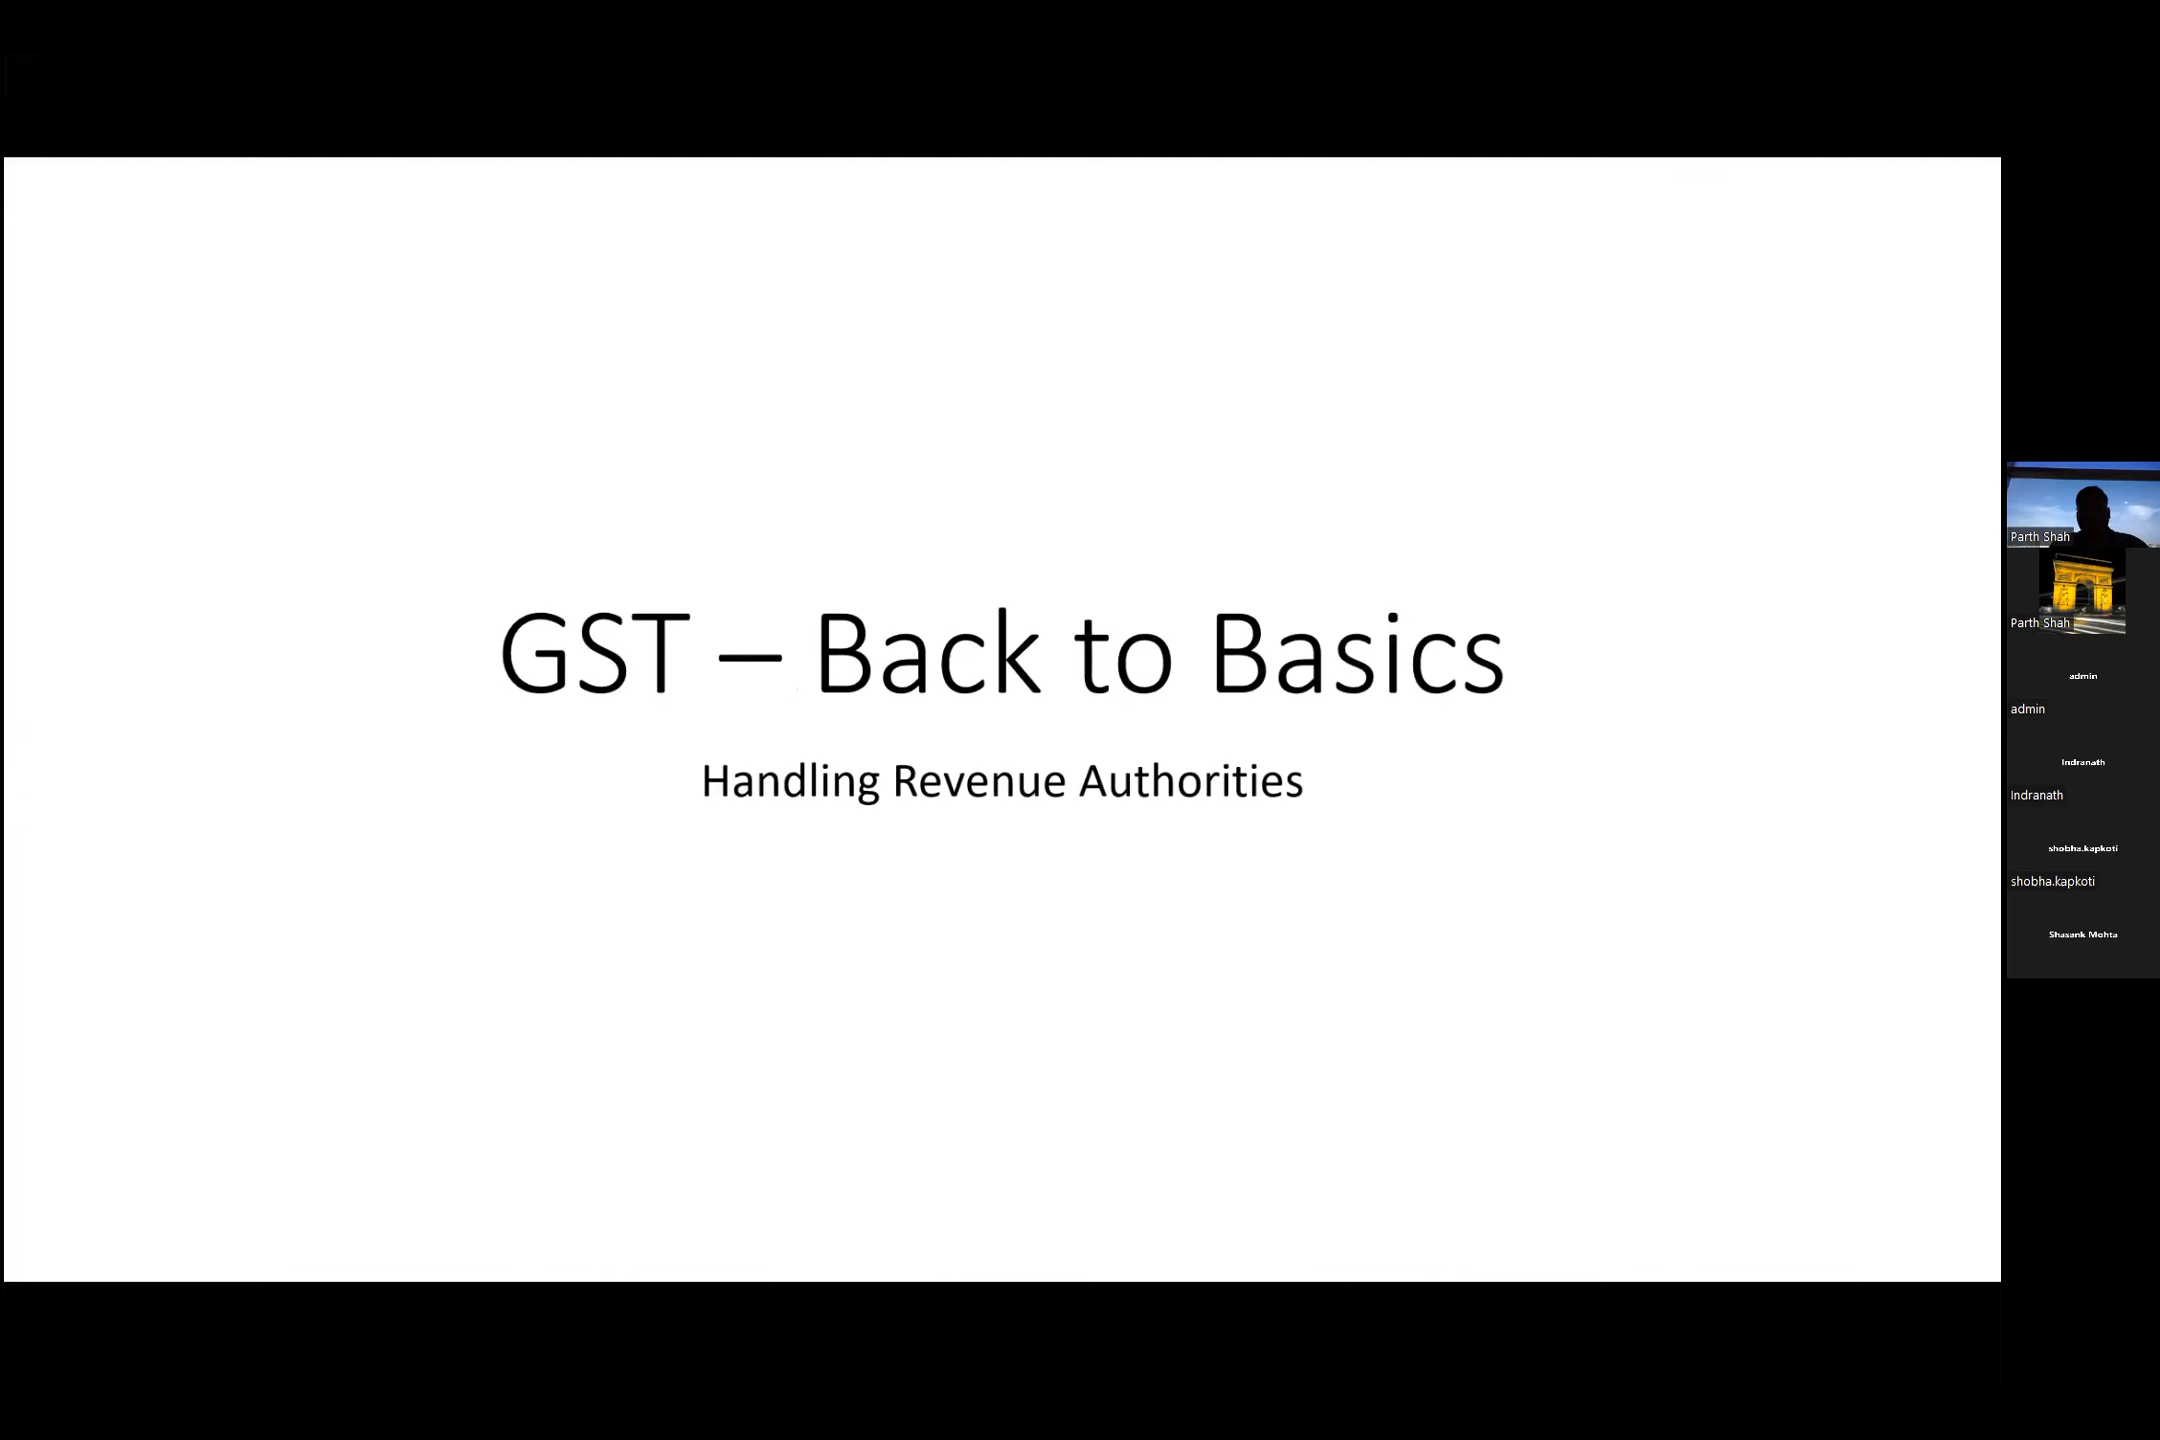 GST – Back to Basics
Handling Revenue Authorities
Parth Shah
Parth Shah
admin
admin
Indranath
Indranath
shobha.kapkoti
shobha.kapkoti
Shasank Mehta